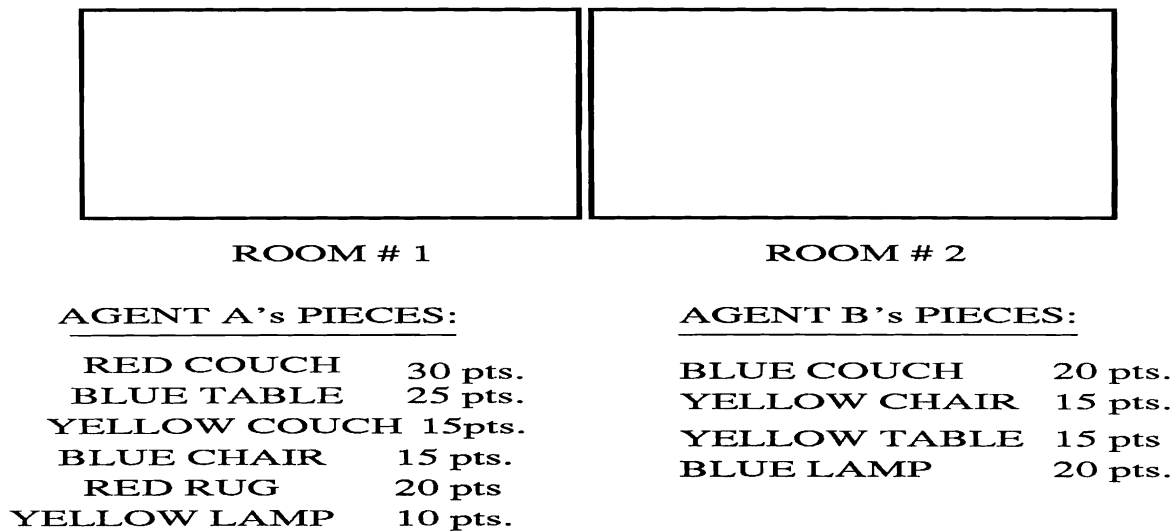 ROOM # 1
ROOM # 2
AGENT A's PIECES:
RED COUCH 30 pts.
BLUE TABLE 25 pts.
YELLOW COUCH 15pts.
BLUE CHAIR 15 pts.
RED RUG 20 pts
YELLOW LAMP 10 pts.
AGENT B's PIECES:
BLUE COUCH 20 pts.
YELLOW CHAIR 15 pts.
YELLOW TABLE 15 pts
BLUE LAMP 20 pts.